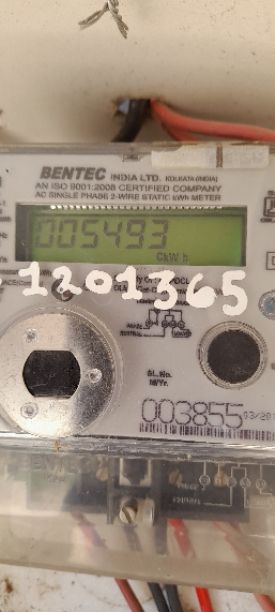 BENTEC INDIA LTD. KOLKATA (INDIA)
AN ISO 9001:2008 CERTIFIED COMPANY
AC SINGLE PHASE 2-WIRE STATIC kWh METER
005493
CkWh
1201365
SL.No.
M/Yr.
003855
BENTEC